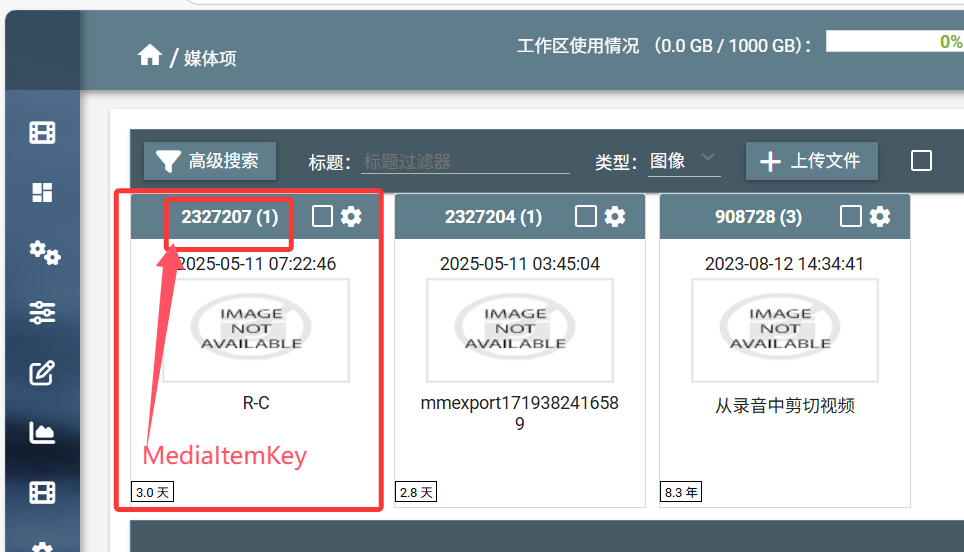 / 媒体项
工作区使用情况 （0.0 GB / 1000 GB）：
0%
高级搜索
标题：
标题过滤器
类型：
图像
上传文件
2327207 (1)
2025-05-11 07:22:46
IMAGE
NOT
AVAILABLE
R-C
MediaItemKey
3.0 天
2327204 (1)
2025-05-11 03:45:04
IMAGE
NOT
AVAILABLE
mmexport171938241658
9
2.8 天
908728 (3)
2023-08-12 14:34:41
IMAGE
NOT
AVAILABLE
从录音中剪切视频
8.3 年